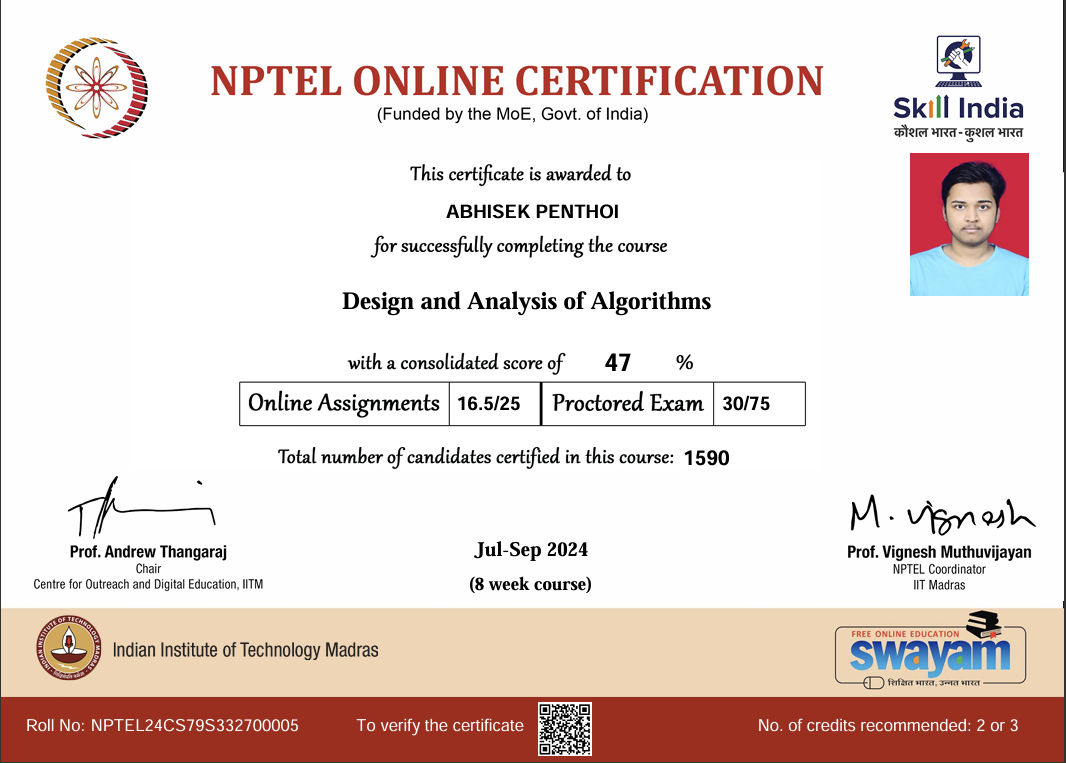 NPTEL ONLINE CERTIFICATION
(Funded by the MoE, Govt. of India)
Skill India
कौशल भारत - कुशल भारत
This certificate is awarded to
ABHISEK PENTHOI
for successfully completing the course
Design and Analysis of Algorithms
with a consolidated score of 47 %
Online Assignments 16.5/25 Proctored Exam 30/75
Total number of candidates certified in this course: 1590
M. Vignesh
Prof. Andrew Thangaraj
Chair
Centre for Outreach and Digital Education, IITM
Jul-Sep 2024
(8 week course)
Prof. Vignesh Muthuvijayan
NPTEL Coordinator
IIT Madras
INDIAN INSTITUTE OF TECHNOLOGY MADRAS
Indian Institute of Technology Madras
FREE ONLINE EDUCATION
swayam
शिक्षित भारत, उन्नत भारत
Roll No: NPTEL24CS79S332700005
To verify the certificate
No. of credits recommended: 2 or 3